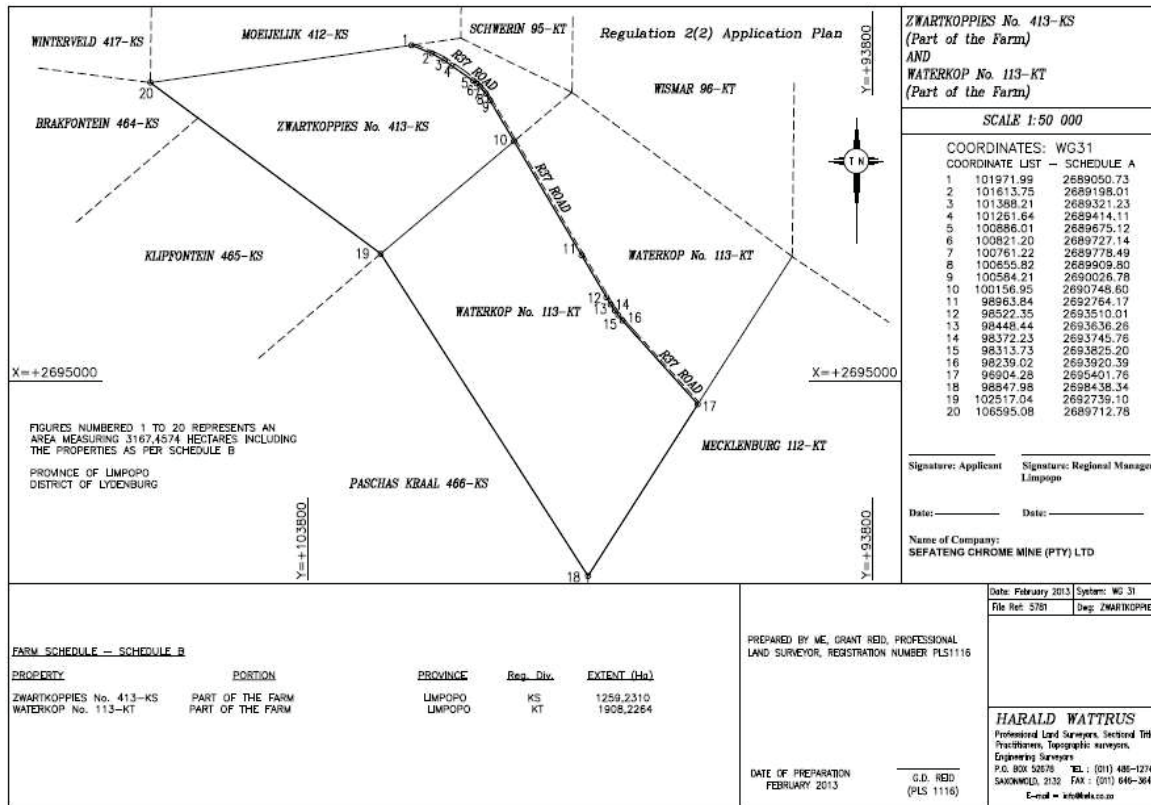 Regulation 2(2) Application Plan
WINTERVELD 417-KS
MOEIJELIJK 412-KS
SCHWERIN 95-KT
WISMAR 96-KT
BRAKFONTEIN 464-KS
ZWARTKOPPIES No. 413-KS
KLIPFONTEIN 465-KS
WATERKOP No. 113-KT
WATERKOP No. 113-KT
PASCHAS KRAAL 466-KS
MECKLENBURG 112-KT
R37 ROAD
R37 ROAD
R37 ROAD
1
2
3
4
5
6
7
8
9
10
11
12
13
14
15
16
17
18
19
20
TN
Y=+93800
X=+2695000
X=+2695000
Y=+103800
Y=+93800
FIGURES NUMBERED 1 TO 20 REPRESENTS AN
AREA MEASURING 3167,4574 HECTARES INCLUDING
THE PROPERTIES AS PER SCHEDULE B
PROVINCE OF LIMPOPO
DISTRICT OF LYDENBURG
ZWARTKOPPIES No. 413-KS
(Part of the Farm)
AND
WATERKOP No. 113-KT
(Part of the Farm)
SCALE 1:50 000
COORDINATES: WG31
COORDINATE LIST – SCHEDULE A
1 101971.99 2689050.73
2 101613.75 2689198.01
3 101388.21 2689321.23
4 101261.64 2689414.11
5 100886.01 2689675.12
6 100821.20 2689727.14
7 100761.22 2689778.49
8 100655.82 2689909.80
9 100584.21 2690026.78
10 100156.95 2690748.60
11 98963.84 2692764.17
12 98522.35 2693510.01
13 98448.44 2693636.26
14 98372.23 2693745.76
15 98313.73 2693825.20
16 98239.02 2693920.39
17 96904.28 2695401.76
18 98847.98 2698438.34
19 102517.04 2692739.10
20 106595.08 2689712.78
Signature: Applicant Signature: Regional Manager
Limpopo
Date: Date:
Name of Company:
SEFATENG CHROME MINE (PTY) LTD
FARM SCHEDULE – SCHEDULE B
PROPERTY PORTION PROVINCE Reg. Div. EXTENT (Ha)
ZWARTKOPPIES No. 413-KS PART OF THE FARM LIMPOPO KS 1259,2310
WATERKOP No. 113-KT PART OF THE FARM LIMPOPO KT 1908,2264
PREPARED BY ME, GRANT REID, PROFESSIONAL
LAND SURVEYOR, REGISTRATION NUMBER PLS1116
DATE OF PREPARATION
FEBRUARY 2013
G.D. REID
(PLS 1116)
Date: February 2013 System: WG 31
File Ref: 5781 Dwg: ZWARTKOPPIE
HARALD WATTRUS
Professional Land Surveyors, Sectional Titl
Practitioners, Topographic surveyors,
Engineering Surveyors
P.O. BOX 52678 TEL : (011) 486-1274
SAXONWOLD, 2132 FAX : (011) 646-364
E-mail =